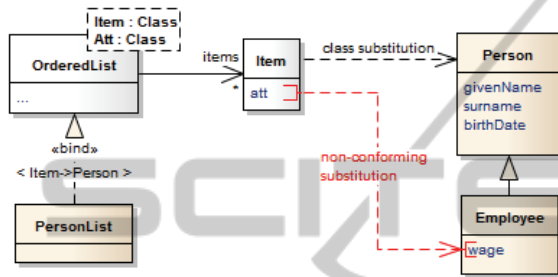 Item : Class
Att : Class
OrderedList
...
items
*
Item
att
class substitution
Person
givenName
surname
birthDate
«bind»
< Item->Person >
PersonList
non-conforming
substitution
Employee
wage
SCITE